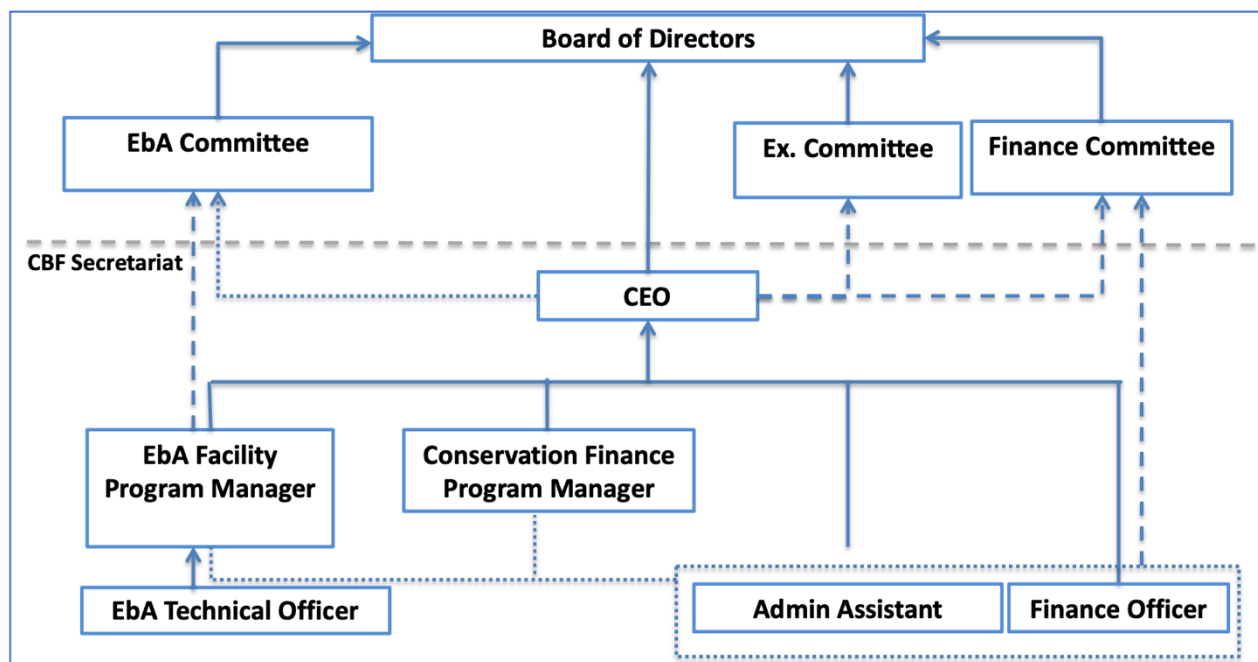 Board of Directors
EbA Committee
Ex. Committee
Finance Committee
CBF Secretariat
CEO
EbA Facility
Program Manager
Conservation Finance
Program Manager
EbA Technical Officer
Admin Assistant
Finance Officer